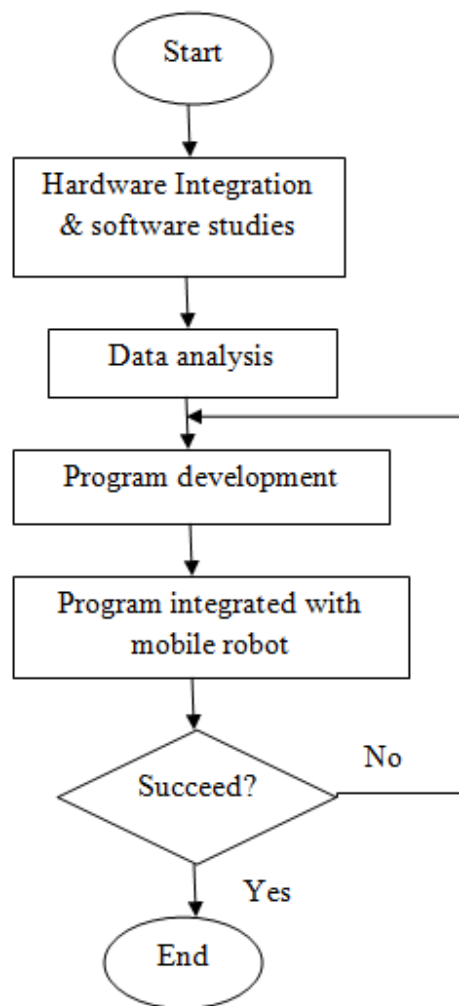 Start
Hardware Integration
& software studies
Data analysis
Program development
Program integrated with
mobile robot
Succeed?
No
Yes
End